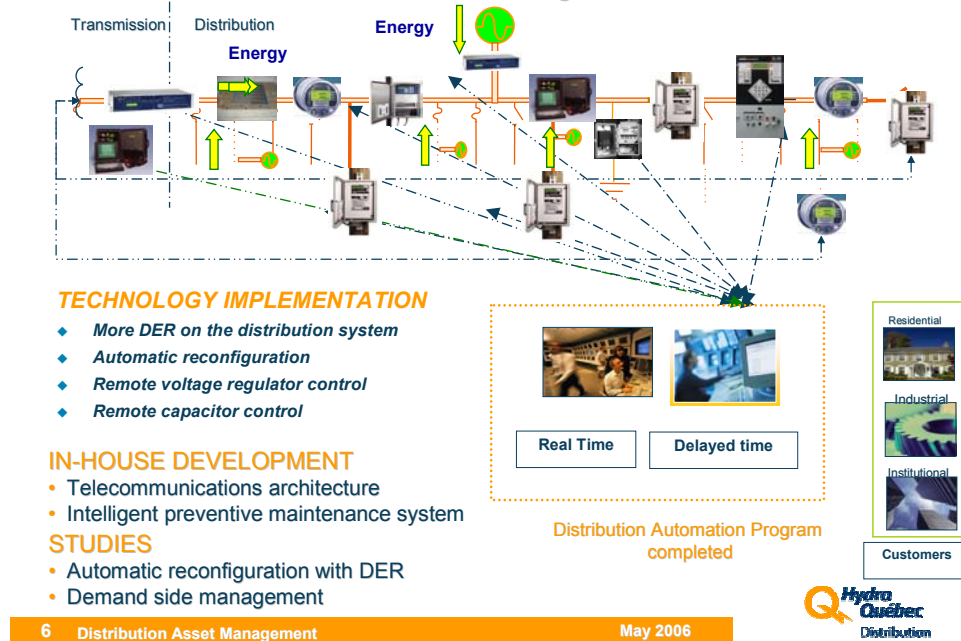 Transmission
Distribution
Energy
Energy
TECHNOLOGY IMPLEMENTATION
More DER on the distribution system
Automatic reconfiguration
Remote voltage regulator control
Remote capacitor control
IN-HOUSE DEVELOPMENT
• Telecommunications architecture
• Intelligent preventive maintenance system
STUDIES
• Automatic reconfiguration with DER
• Demand side management
Real Time
Delayed time
Distribution Automation Program
completed
Residential
Industrial
Institutional
Customers
Hydro
Québec
Distribution
6 Distribution Asset Management May 2006